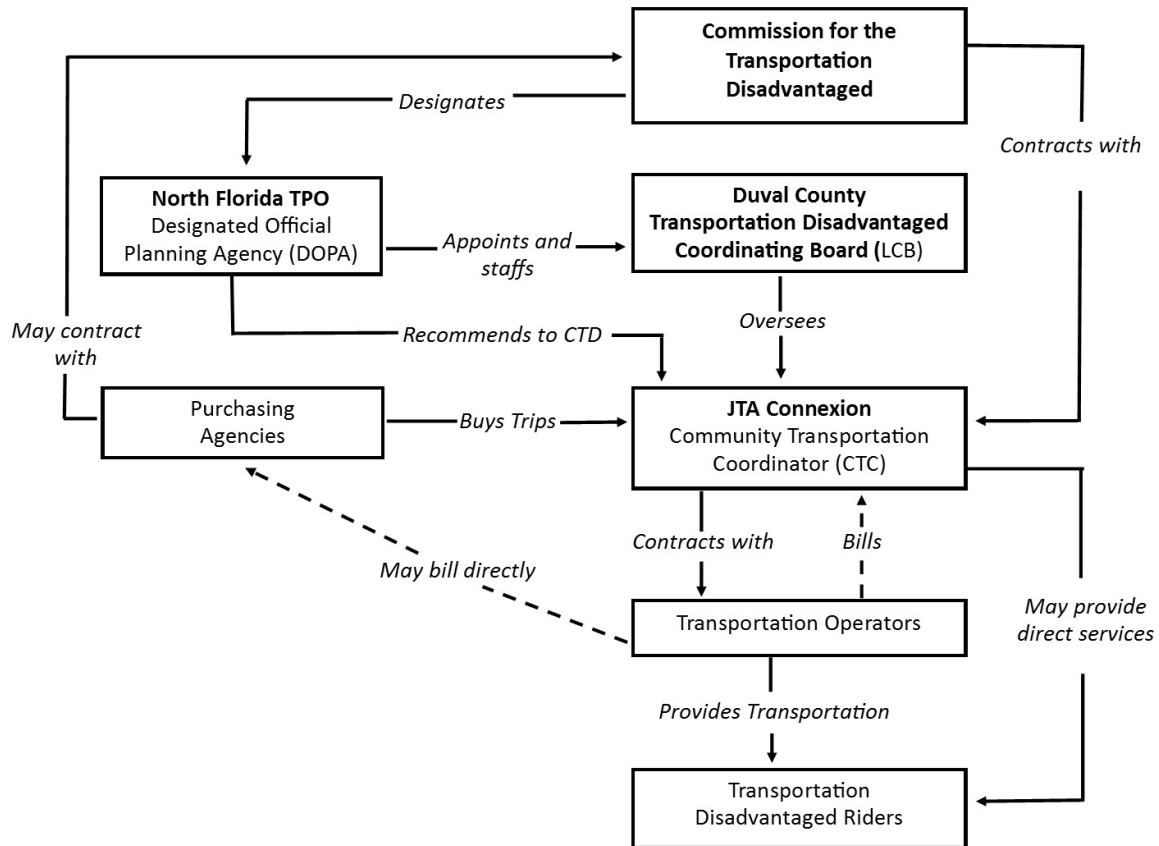 Commission for the
Transportation
Disadvantaged
Designates
Contracts with
North Florida TPO
Designated Official
Planning Agency (DOPA)
Appoints and
staffs
Duval County
Transportation Disadvantaged
Coordinating Board (LCB)
May contract
with
Recommends to CTD
Oversees
Purchasing
Agencies
Buys Trips
JTA Connexion
Community Transportation
Coordinator (CTC)
Contracts with
Bills
May bill directly
Transportation Operators
May provide
direct services
Provides Transportation
Transportation
Disadvantaged Riders